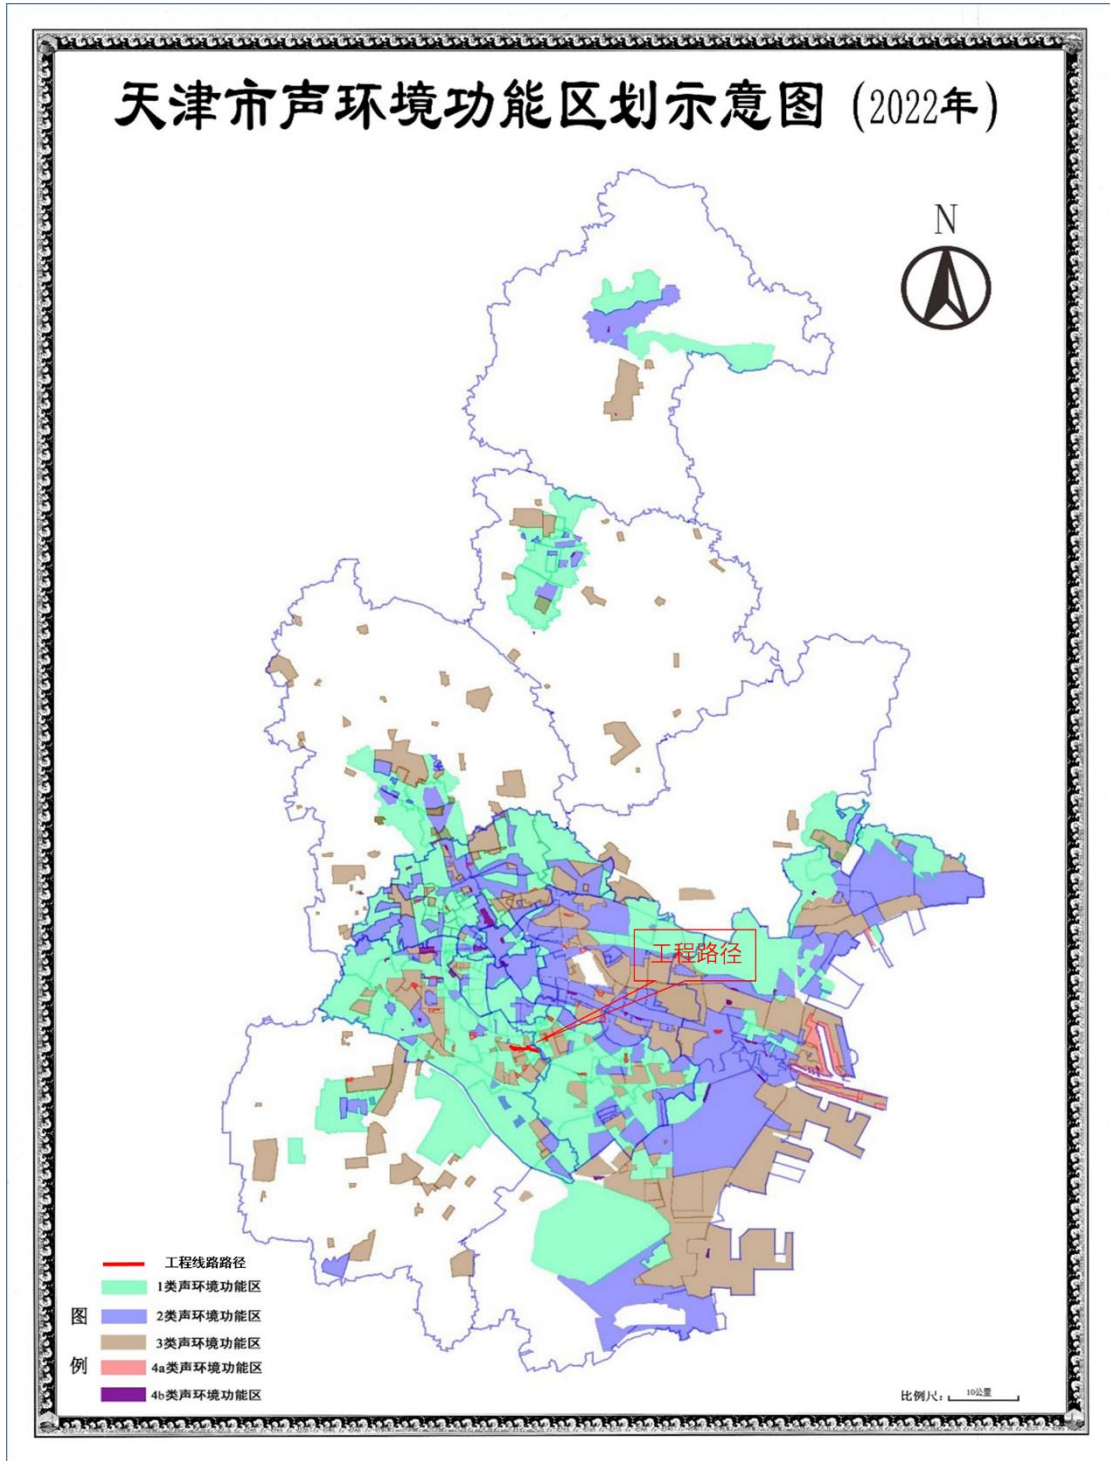 天津市声环境功能区划示意图（2022年）
N
工程路径
工程线路路径
1类声环境功能区
图 2类声环境功能区
3类声环境功能区
例 4a类声环境功能区
4b类声环境功能区
比例尺： 10公里